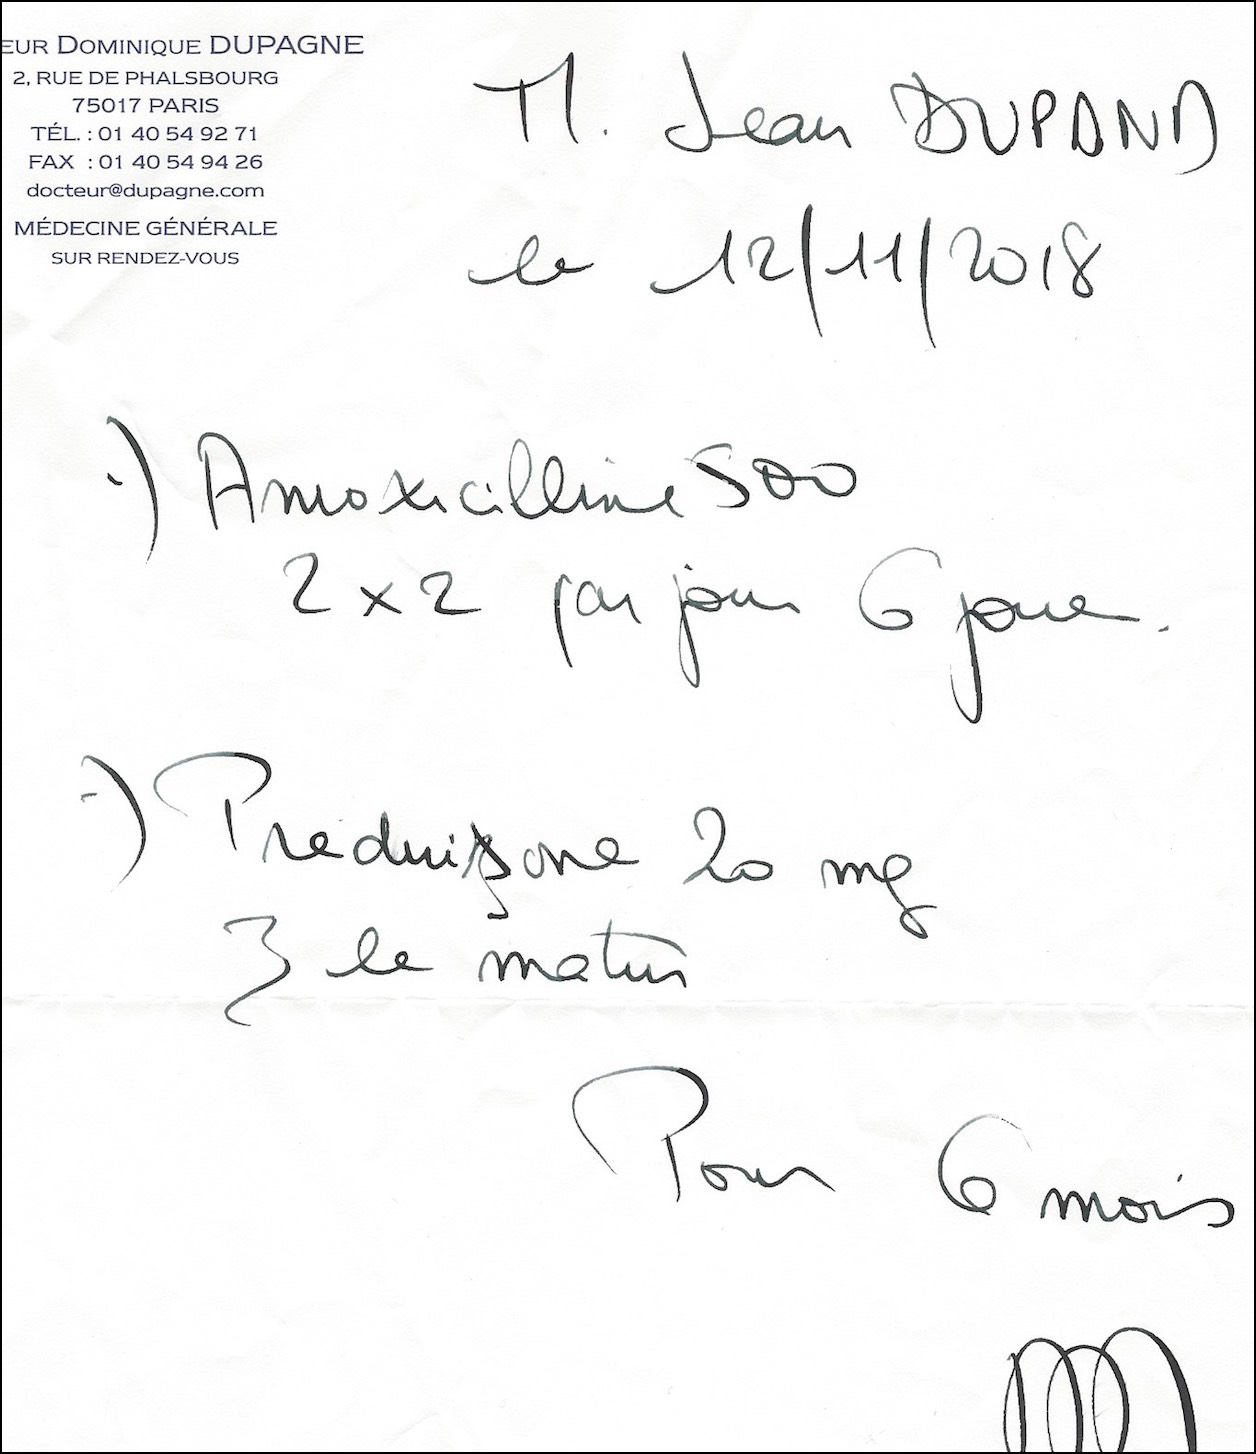 EUR DOMINIQUE DUPAGNE
2, RUE DE PHALSBOURG
75017 PARIS
TÉL. : 01 40 54 92 71
FAX : 01 40 54 94 26
docteur@dupagne.com
MÉDECINE GÉNÉRALE
SUR RENDEZ-VOUS
M. Jean DUPOND
le 12/11/2018
-) Amoxicilline 500
2 x 2 par jour 6 jours.
-) Prednisone 20 mg
3 le matin
Pour 6 mois